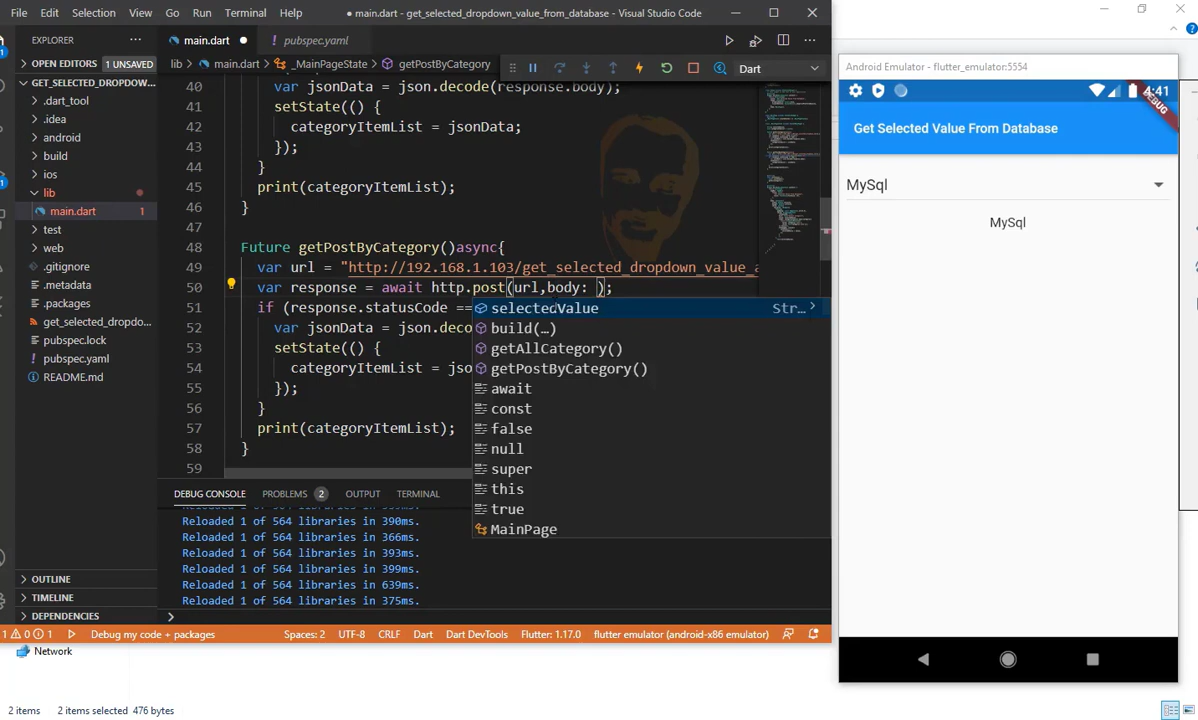 File Edit Selection View Go Run Terminal Help ● main.dart - get_selected_dropdown_value_from_database - Visual Studio Code
EXPLORER
OPEN EDITORS 1 UNSAVED
GET_SELECTED_DROPDOW...
.dart_tool
.idea
android
build
ios
lib
main.dart 1
test
web
.gitignore
.metadata
.packages
get_selected_dropdo...
pubspec.lock
pubspec.yaml
README.md
OUTLINE
TIMELINE
DEPENDENCIES
main.dart ● pubspec.yaml
lib > main.dart > _MainPageState > getPostByCategory
Dart
40 var jsonData = json.decode(response.body);
41 setState(() {
42 categoryItemList = jsonData;
43 });
44 }
45 print(categoryItemList);
46 }
47
48 Future getPostByCategory()async{
49 var url = "http://192.168.1.103/get_selected_dropdown_value_a
50 var response = await http.post(url,body: );
51 if (response.statusCode ==
52 var jsonData = json.deco
53 setState(() {
54 categoryItemList = jso
55 });
56 }
57 print(categoryItemList);
58 }
59
selectedValue Str...
build(…)
getAllCategory()
getPostByCategory()
await
const
false
null
super
this
true
MainPage
DEBUG CONSOLE PROBLEMS 2 OUTPUT TERMINAL
Reloaded 1 of 564 libraries in 390ms.
Reloaded 1 of 564 libraries in 366ms.
Reloaded 1 of 564 libraries in 393ms.
Reloaded 1 of 564 libraries in 399ms.
Reloaded 1 of 564 libraries in 639ms.
Reloaded 1 of 564 libraries in 375ms.
1 0 1 Debug my code + packages Spaces: 2 UTF-8 CRLF Dart Dart DevTools Flutter: 1.17.0 flutter emulator (android-x86 emulator)
Network
2 items 2 items selected 476 bytes
Android Emulator - flutter_emulator:5554
4:41
DEBUG
Get Selected Value From Database
MySql
MySql